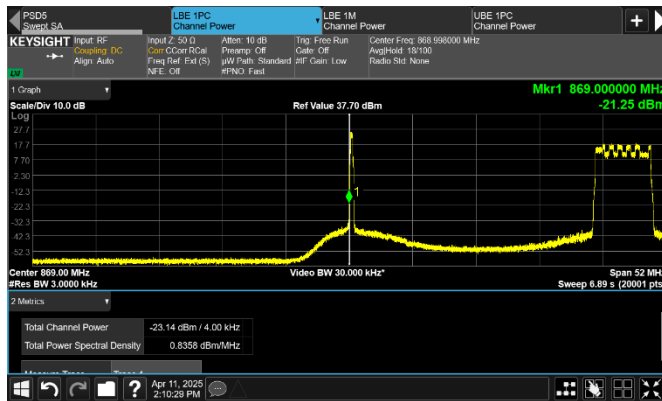 PSD5
Swept SA
LBE 1PC
Channel Power
LBE 1M
Channel Power
UBE 1PC
Channel Power
KEYSIGHT
Input: RF
Coupling: DC
Align: Auto
Input Z: 50 Ω
Corr CCorr RCal
Freq Ref: Ext (S)
NFE: Off
Atten: 10 dB
Preamp: Off
µW Path: Standard
#PNO: Fast
Trig: Free Run
Gate: Off
#IF Gain: Low
Center Freq: 868.998000 MHz
Avg|Hold: 18/100
Radio Std: None
LXI
1 Graph
Mkr1 869.000000 MHz
Scale/Div 10.0 dB
Ref Value 37.70 dBm
-21.25 dBm
Log
27.7
17.7
7.70
-2.30
-12.3
-22.3
-32.3
-42.3
-52.3
1
Center 869.00 MHz
Video BW 30.000 kHz*
Span 52 MH
#Res BW 3.0000 kHz
Sweep 6.89 s (20001 pts
2 Metrics
Total Channel Power
-23.14 dBm / 4.00 kHz
Total Power Spectral Density
0.8358 dBm/MHz
Measure Trace
Trace 1
Apr 11, 2025
2:10:29 PM